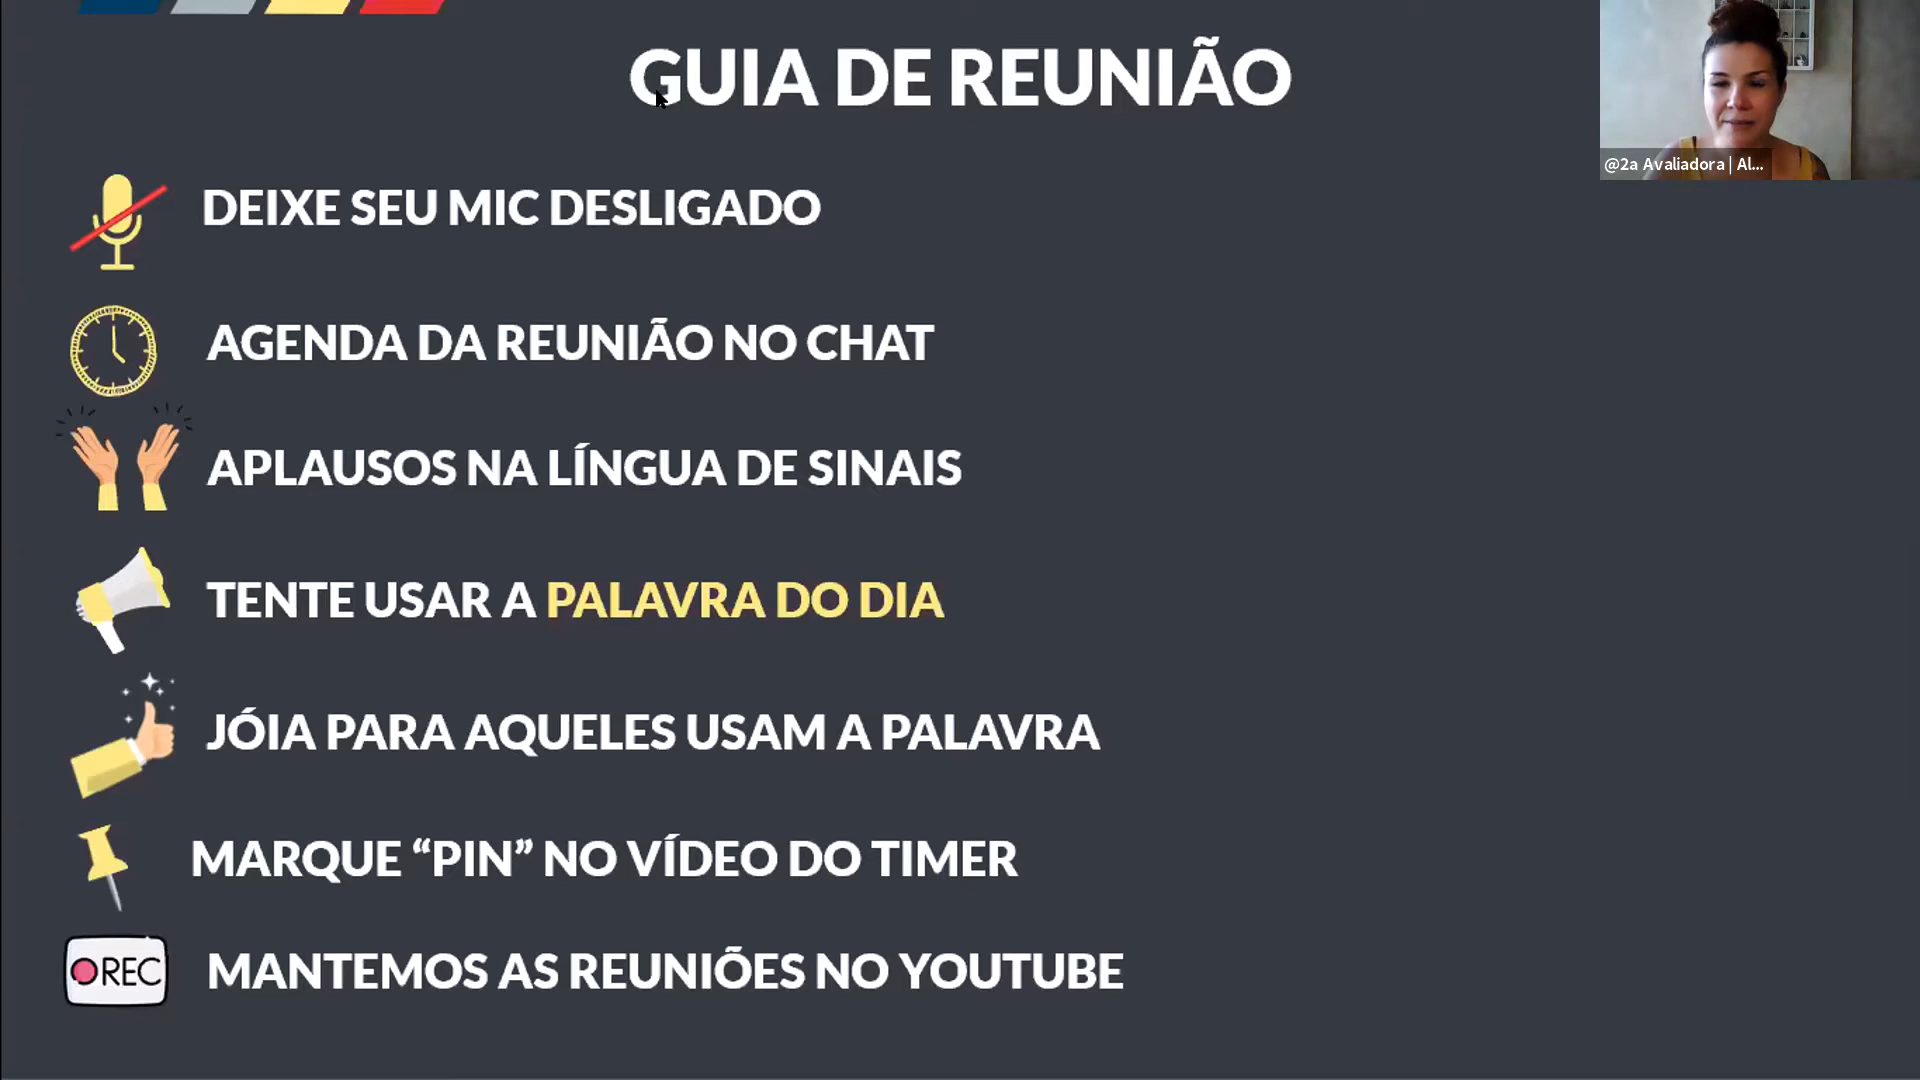 GUIA DE REUNIÃO
@2a Avaliadora | Al...
DEIXE SEU MIC DESLIGADO
AGENDA DA REUNIÃO NO CHAT
APLAUSOS NA LÍNGUA DE SINAIS
TENTE USAR A PALAVRA DO DIA
JÓIA PARA AQUELES USAM A PALAVRA
MARQUE “PIN” NO VÍDEO DO TIMER
REC
MANTEMOS AS REUNIÕES NO YOUTUBE